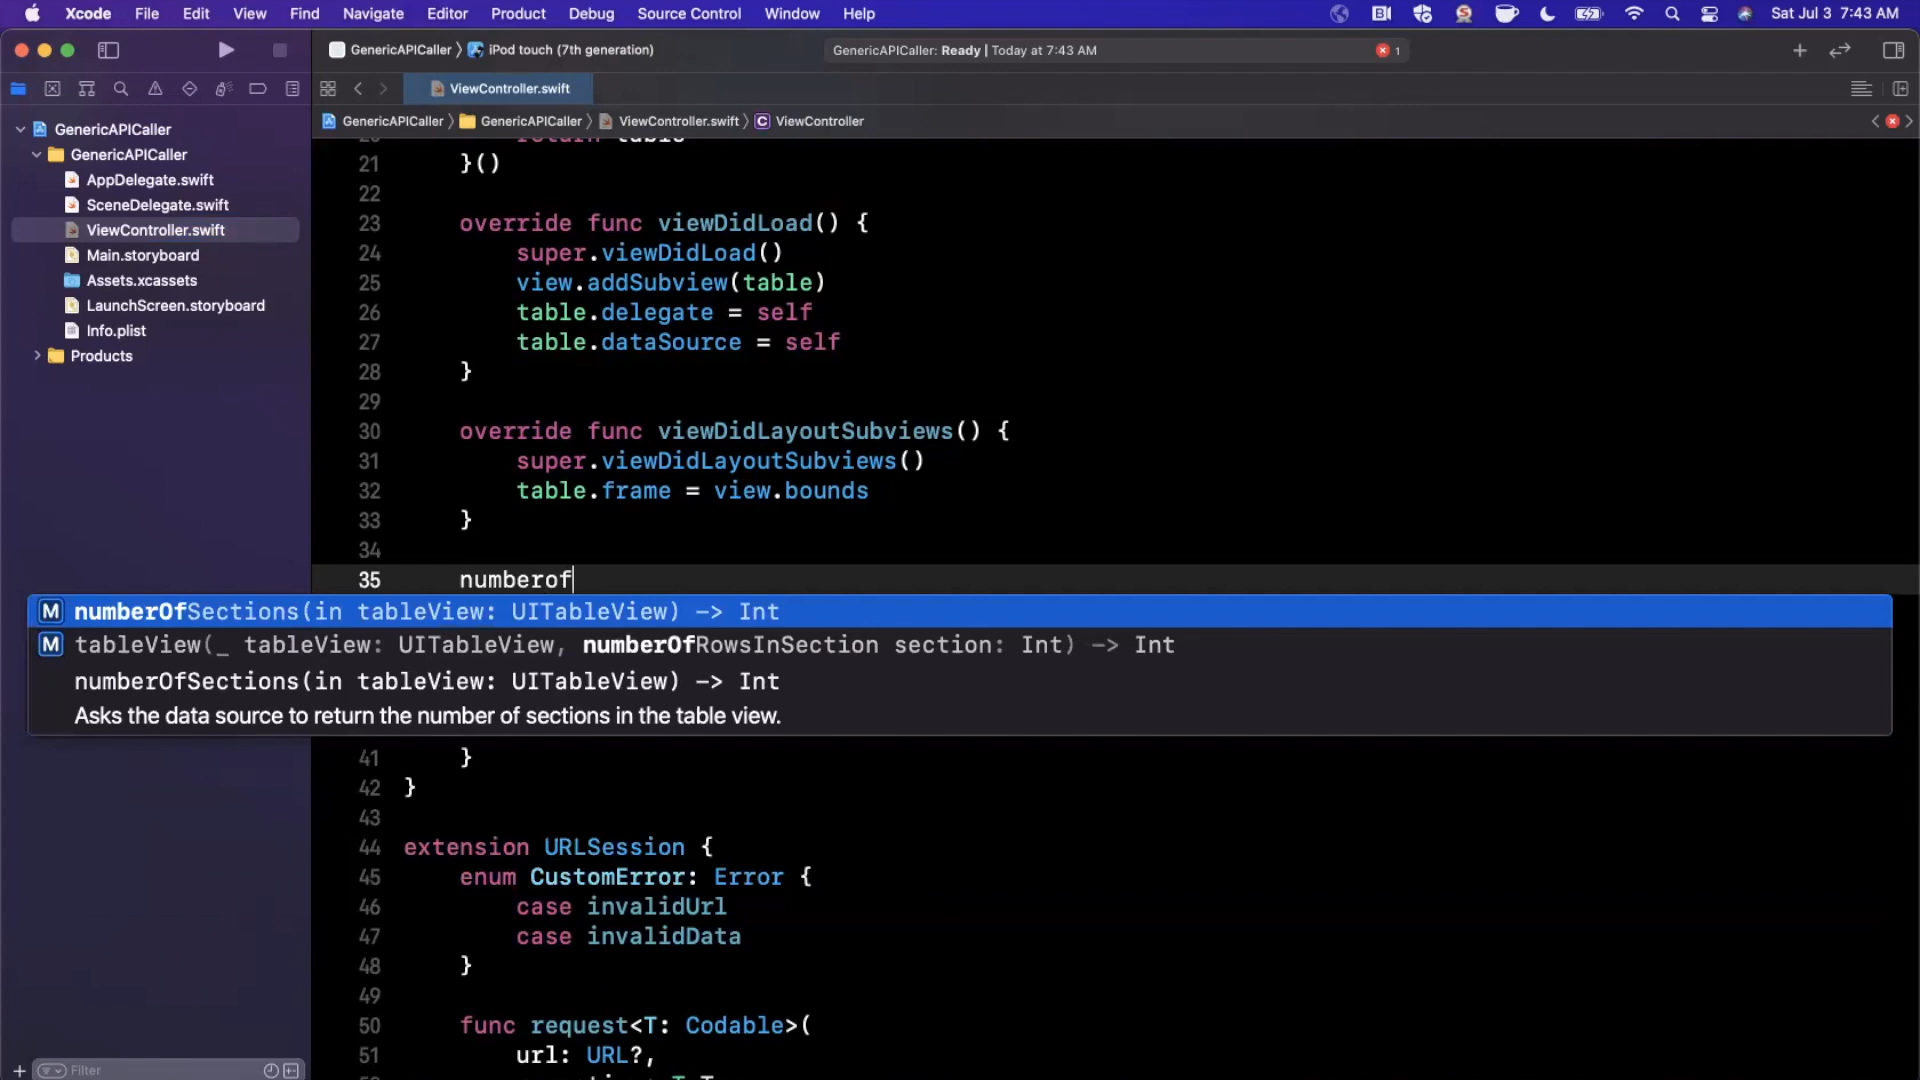 Xcode File Edit View Find Navigate Editor Product Debug Source Control Window Help Sat Jul 3 7:43 AM
GenericAPICaller 〉 iPod touch (7th generation) GenericAPICaller: Ready | Today at 7:43 AM 1
ViewController.swift
GenericAPICaller 〉 GenericAPICaller 〉 ViewController.swift 〉 C ViewController
GenericAPICaller
GenericAPICaller
AppDelegate.swift
SceneDelegate.swift
ViewController.swift
Main.storyboard
Assets.xcassets
LaunchScreen.storyboard
Info.plist
Products
Filter
20 return table
21 }()
22
23 override func viewDidLoad() {
24 super.viewDidLoad()
25 view.addSubview(table)
26 table.delegate = self
27 table.dataSource = self
28 }
29
30 override func viewDidLayoutSubviews() {
31 super.viewDidLayoutSubviews()
32 table.frame = view.bounds
33 }
34
35 numberof
M numberOfSections(in tableView: UITableView) -> Int
M tableView(_ tableView: UITableView, numberOfRowsInSection section: Int) -> Int
numberOfSections(in tableView: UITableView) -> Int
Asks the data source to return the number of sections in the table view.
41 }
42 }
43
44 extension URLSession {
45 enum CustomError: Error {
46 case invalidUrl
47 case invalidData
48 }
49
50 func request<T: Codable>(
51 url: URL?,